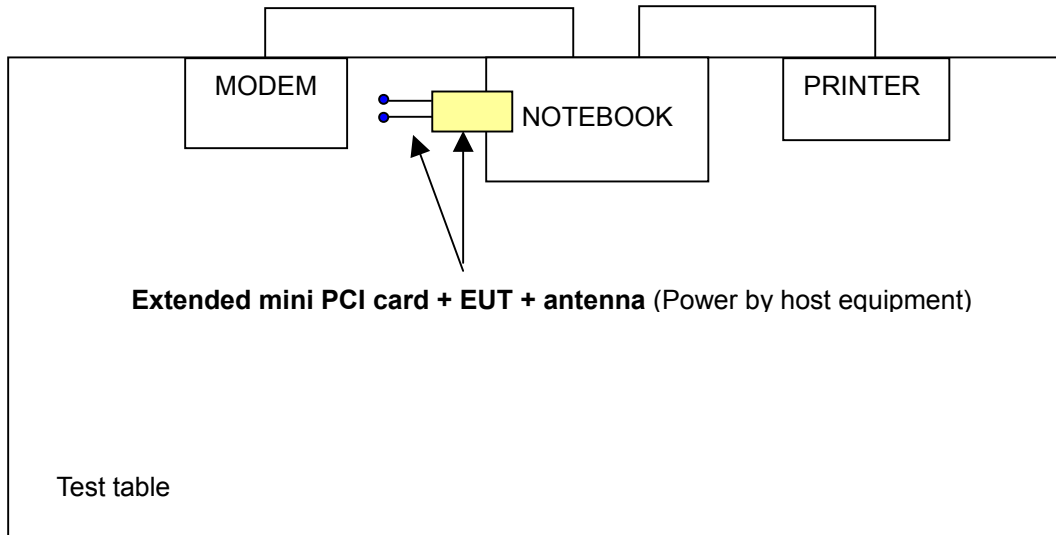 MODEM
PRINTER
NOTEBOOK
Extended mini PCI card + EUT + antenna (Power by host equipment)
Test table